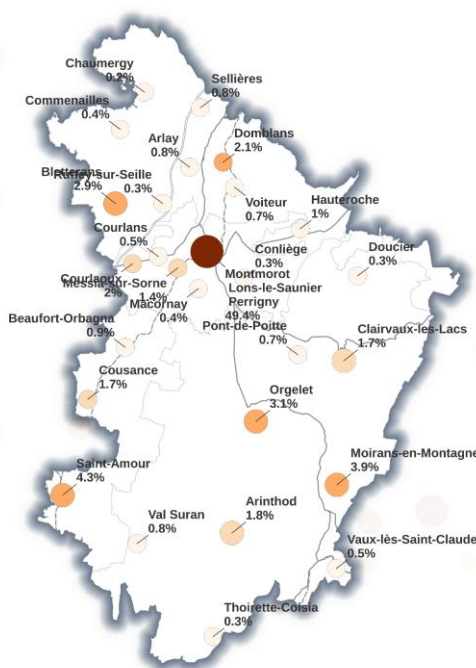 Chaumergy
0.2%
Sellières
0.8%
Commenailles
0.4%
Arlay
0.8%
Domblans
2.1%
Bletterans
2.9%
Ruffey-sur-Seille
0.3%
Voiteur
0.7%
Hauteroche
1%
Courlans
0.5%
Conliège
0.3%
Doucier
0.3%
Courlaoux
2%
Messia-sur-Sorne
1.4%
Montmorot
Lons-le-Saunier
Perrigny
49.4%
Macornay
0.4%
Beaufort-Orbagna
0.9%
Pont-de-Poitte
0.7%
Clairvaux-les-Lacs
1.7%
Cousance
1.7%
Orgelet
3.1%
Moirans-en-Montagne
3.9%
Saint-Amour
4.3%
Val Suran
0.8%
Arinthod
1.8%
Vaux-lès-Saint-Claude
0.5%
Thoirette-Coisia
0.3%